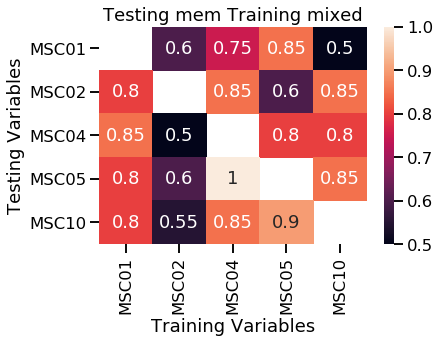 Testing mem Training mixed
Testing Variables
MSC01 0.6 0.75 0.85 0.5
MSC02 0.8 0.85 0.6 0.85
MSC04 0.85 0.5 0.8 0.8
MSC05 0.8 0.6 1 0.85
MSC10 0.8 0.55 0.85 0.9
MSC01 MSC02 MSC04 MSC05 MSC10
Training Variables
1.0
0.9
0.8
0.7
0.6
0.5